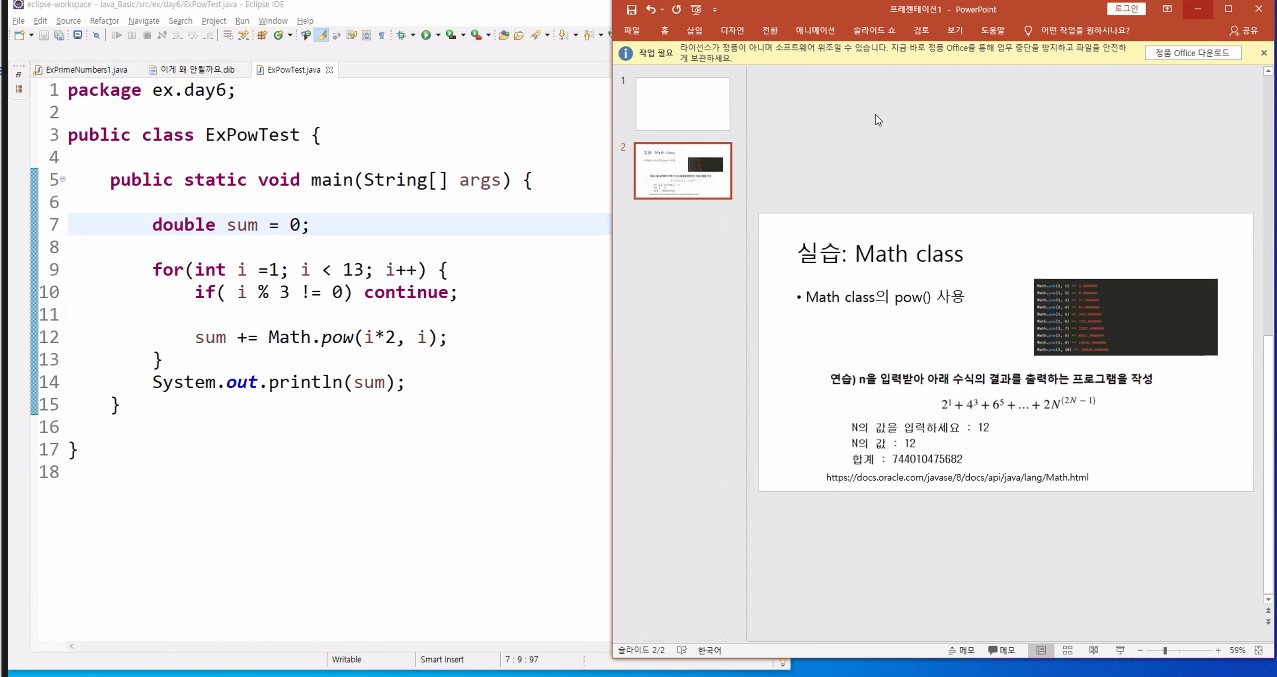 eclipse-workspace - Java_Basic/src/ex/day6/ExPowTest.java - Eclipse IDE
File Edit Source Refactor Navigate Search Project Run Window Help
ExPrimeNumbers1.java 이게 왜 안될까요.dib ExPowTest.java
1 package ex.day6;
2
3 public class ExPowTest {
4
5 public static void main(String[] args) {
6
7 double sum = 0;
8
9 for(int i =1; i < 13; i++) {
10 if( i % 3 != 0) continue;
11
12 sum += Math.pow(i*2, i);
13 }
14 System.out.println(sum);
15 }
16
17 }
18
Writable Smart Insert 7 : 9 : 97
프레젠테이션1 - PowerPoint 로그인
파일 홈 삽입 디자인 전환 애니메이션 슬라이드 쇼 검토 보기 도움말 어떤 작업을 원하시나요? 공유
작업 필요 라이선스가 정품이 아니며 소프트웨어 위조일 수 있습니다. 지금 바로 정품 Office를 통해 업무 중단을 방지하고 파일을 안전하
게 보관하세요.
정품 Office 다운로드
1
2
실습: Math class
• Math class의 pow() 사용
연습) n을 입력받아 아래 수식의 결과를 출력하는 프로그램을 작성
2¹ + 4³ + 6⁵ + ... + 2N^(2N − 1)
N의 값을 입력하세요 : 12
N의 값 : 12
합계 : 744010475682
https://docs.oracle.com/javase/8/docs/api/java/lang/Math.html
슬라이드 2/2 한국어 메모 메모 59%